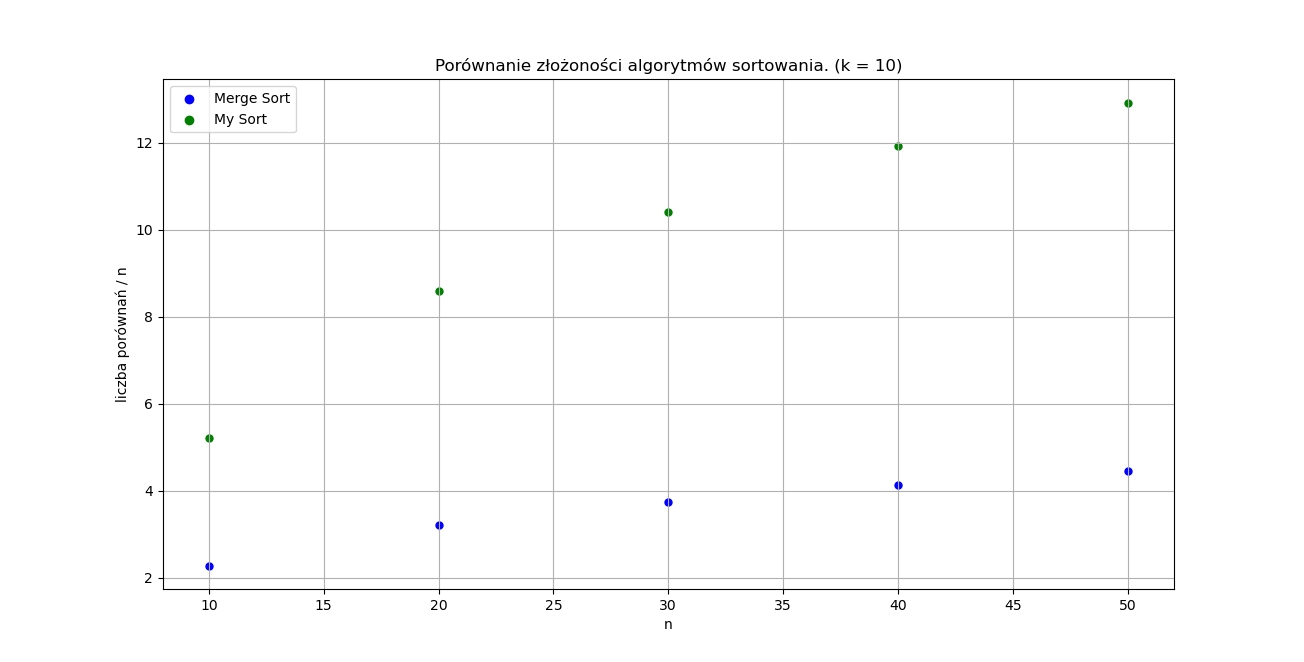 Porównanie złożoności algorytmów sortowania. (k = 10)
Merge Sort
My Sort
liczba porównań / n
12
10
8
6
4
2
10 15 20 25 30 35 40 45 50
n